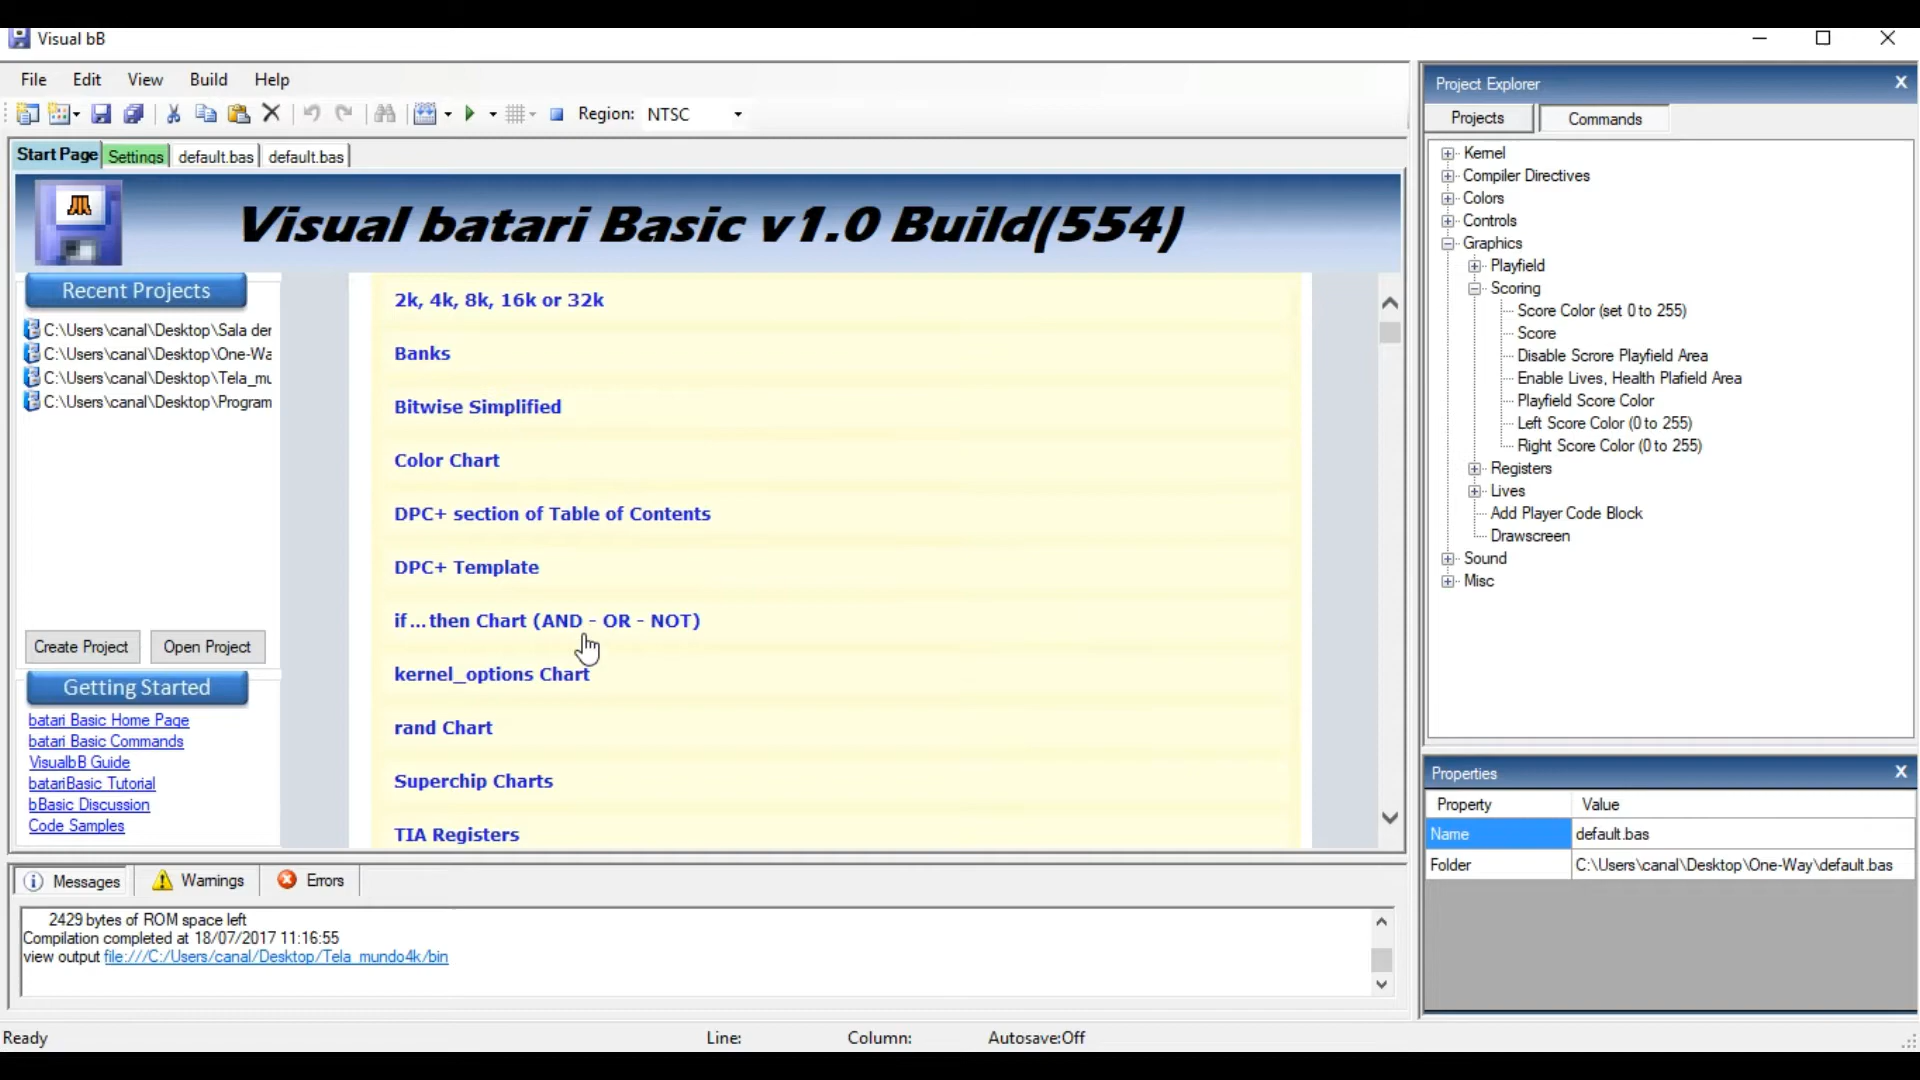 Visual bB
File Edit View Build Help
Region: NTSC
Start Page Settings default.bas default.bas
Visual batari Basic v1.0 Build(554)
Recent Projects
C:\Users\canal\Desktop\Sala der
C:\Users\canal\Desktop\One-Wa
C:\Users\canal\Desktop\Tela_mu
C:\Users\canal\Desktop\Program
Create Project Open Project
Getting Started
batari Basic Home Page
batari Basic Commands
VisualbB Guide
batariBasic Tutorial
bBasic Discussion
Code Samples
2k, 4k, 8k, 16k or 32k
Banks
Bitwise Simplified
Color Chart
DPC+ section of Table of Contents
DPC+ Template
if...then Chart (AND - OR - NOT)
kernel_options Chart
rand Chart
Superchip Charts
TIA Registers
Messages Warnings Errors
2429 bytes of ROM space left
Compilation completed at 18/07/2017 11:16:55
view output file:///C:/Users/canal/Desktop/Tela_mundo4k/bin
Ready Line: Column: Autosave:Off
Project Explorer X
Projects Commands
Kernel
Compiler Directives
Colors
Controls
Graphics
Playfield
Scoring
Score Color (set 0 to 255)
Score
Disable Scrore Playfield Area
Enable Lives, Health Plafield Area
Playfield Score Color
Left Score Color (0 to 255)
Right Score Color (0 to 255)
Registers
Lives
Add Player Code Block
Drawscreen
Sound
Misc
Properties X
Property Value
Name default.bas
Folder C:\Users\canal\Desktop\One-Way\default.bas